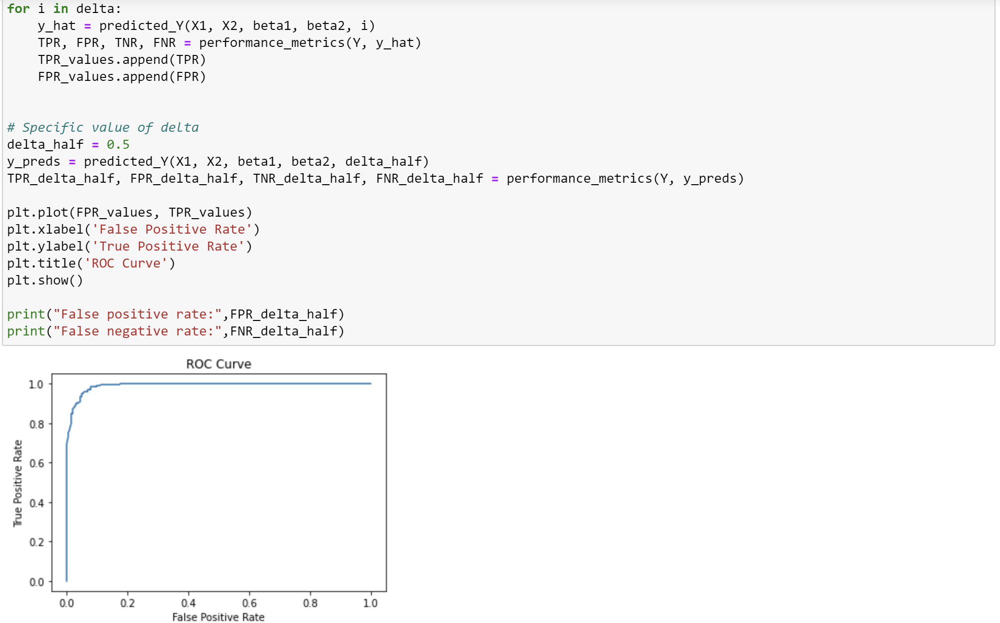 for i in delta:
    y_hat = predicted_Y(X1, X2, beta1, beta2, i)
    TPR, FPR, TNR, FNR = performance_metrics(Y, y_hat)
    TPR_values.append(TPR)
    FPR_values.append(FPR)
# Specific value of delta
delta_half = 0.5
y_preds = predicted_Y(X1, X2, beta1, beta2, delta_half)
TPR_delta_half, FPR_delta_half, TNR_delta_half, FNR_delta_half = performance_metrics(Y, y_preds)
plt.plot(FPR_values, TPR_values)
plt.xlabel('False Positive Rate')
plt.ylabel('True Positive Rate')
plt.title('ROC Curve')
plt.show()
print("False positive rate:",FPR_delta_half)
print("False negative rate:",FNR_delta_half)
ROC Curve
True Positive Rate
1.0
0.8
0.6
0.4
0.2
0.0
0.0 0.2 0.4 0.6 0.8 1.0
False Positive Rate